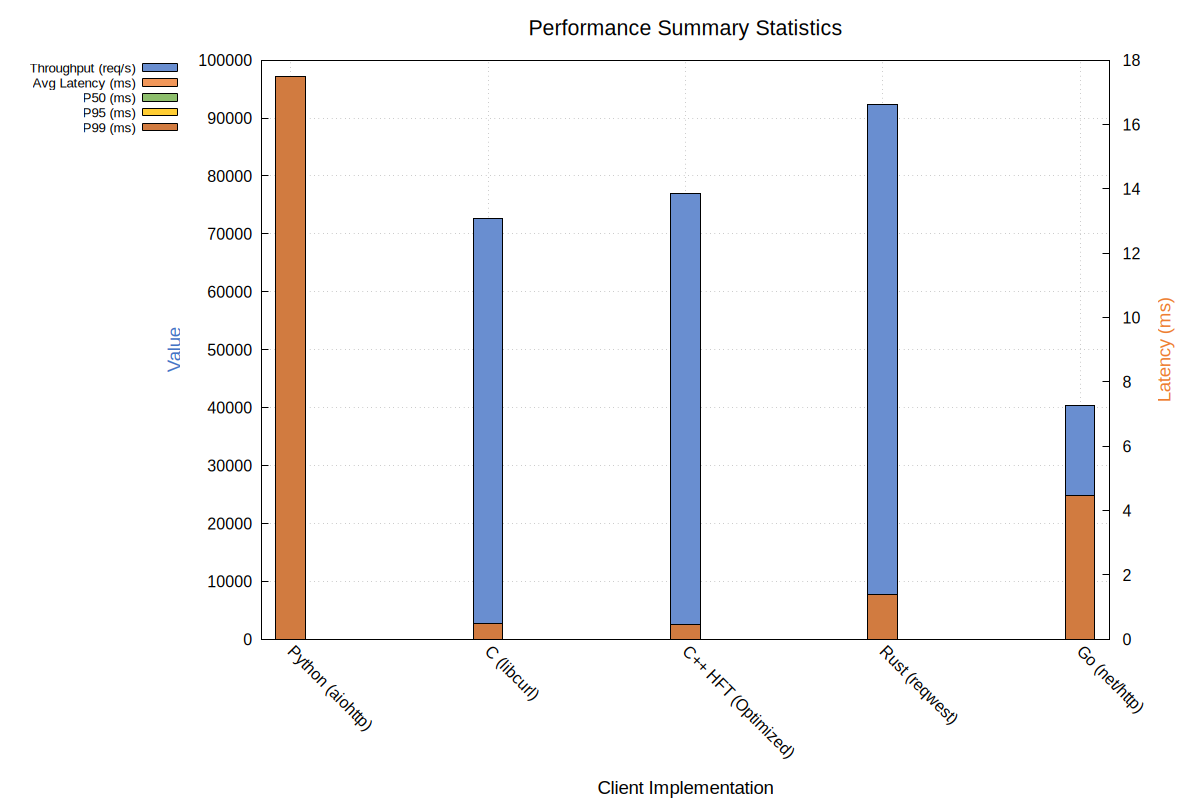 Performance Summary Statistics
Throughput (req/s)
Avg Latency (ms)
P50 (ms)
P95 (ms)
P99 (ms)
100000
90000
80000
70000
60000
50000
40000
30000
20000
10000
0
Value
18
16
14
12
10
8
6
4
2
0
Latency (ms)
Python (aiohttp)
C (libcurl)
C++ HFT (Optimized)
Rust (reqwest)
Go (net/http)
Client Implementation